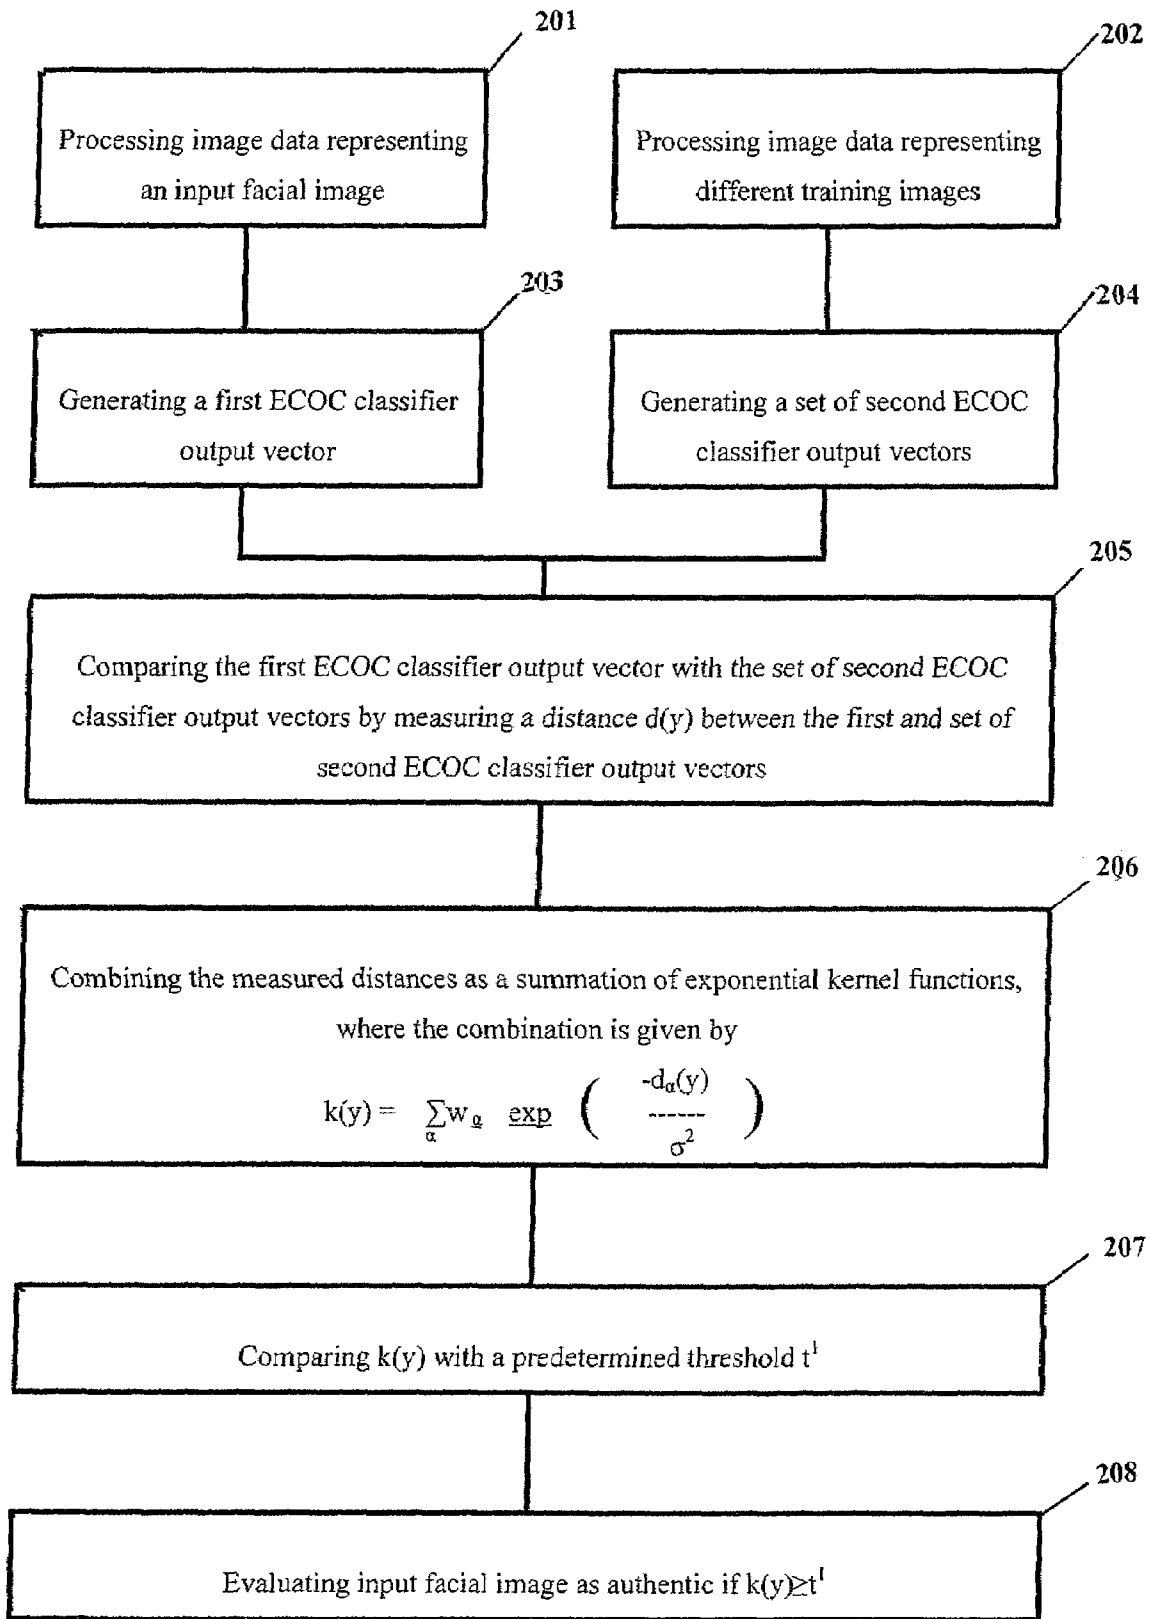 201
202
Processing image data representing
an input facial image
Processing image data representing
different training images
203
204
Generating a first ECOC classifier
output vector
Generating a set of second ECOC
classifier output vectors
205
Comparing the first ECOC classifier output vector with the set of second ECOC
classifier output vectors by measuring a distance d(y) between the first and set of
second ECOC classifier output vectors
206
Combining the measured distances as a summation of exponential kernel functions,
where the combination is given by
k(y) = ∑_α w_α exp ( -d_α(y) / σ² )
207
Comparing k(y) with a predetermined threshold t¹
208
Evaluating input facial image as authentic if k(y)≥t¹